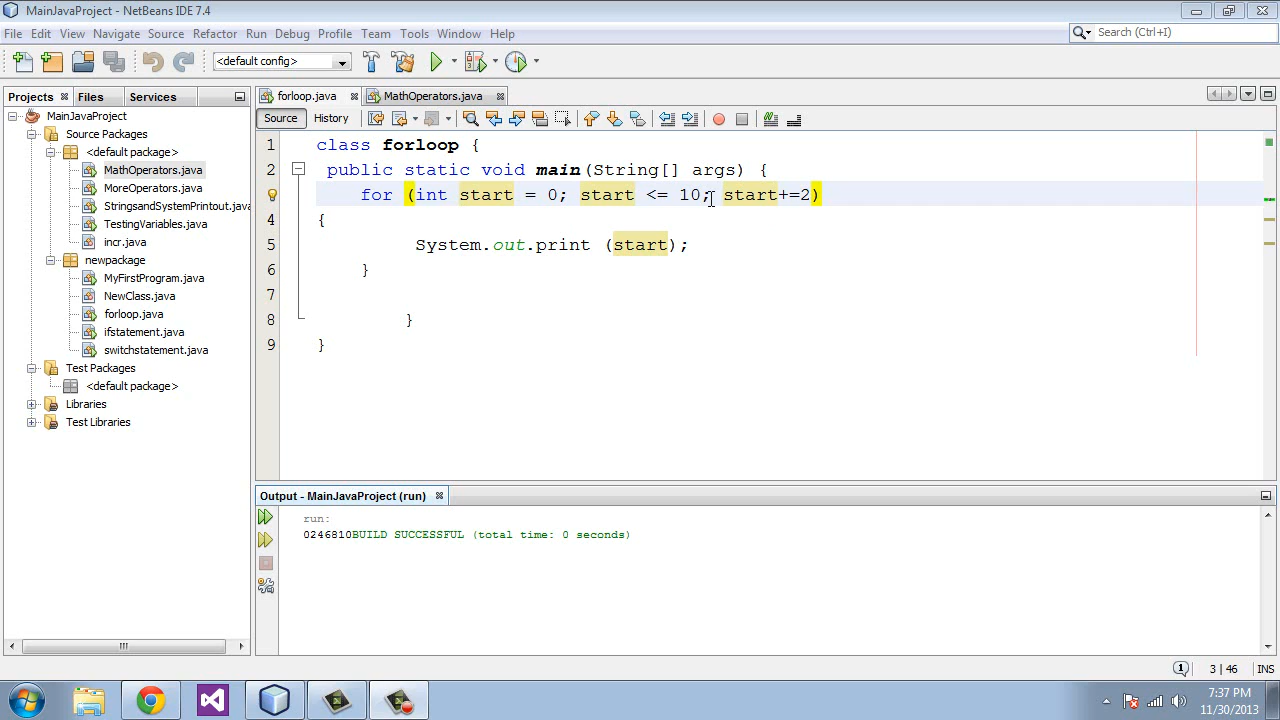 MainJavaProject - NetBeans IDE 7.4
File Edit View Navigate Source Refactor Run Debug Profile Team Tools Window Help
Search (Ctrl+I)
<default config>
Projects Files Services
forloop.java MathOperators.java
Source History
MainJavaProject
Source Packages
<default package>
MathOperators.java
MoreOperators.java
StringsandSystemPrintout.java
TestingVariables.java
incr.java
newpackage
MyFirstProgram.java
NewClass.java
forloop.java
ifstatement.java
switchstatement.java
Test Packages
<default package>
Libraries
Test Libraries
1 class forloop {
2 public static void main(String[] args) {
for (int start = 0; start <= 10; start+=2)
4 {
5 System.out.print (start);
6 }
7
8 }
9 }
Output - MainJavaProject (run)
run:
0246810BUILD SUCCESSFUL (total time: 0 seconds)
1 3 | 46 INS
7:37 PM
11/30/2013